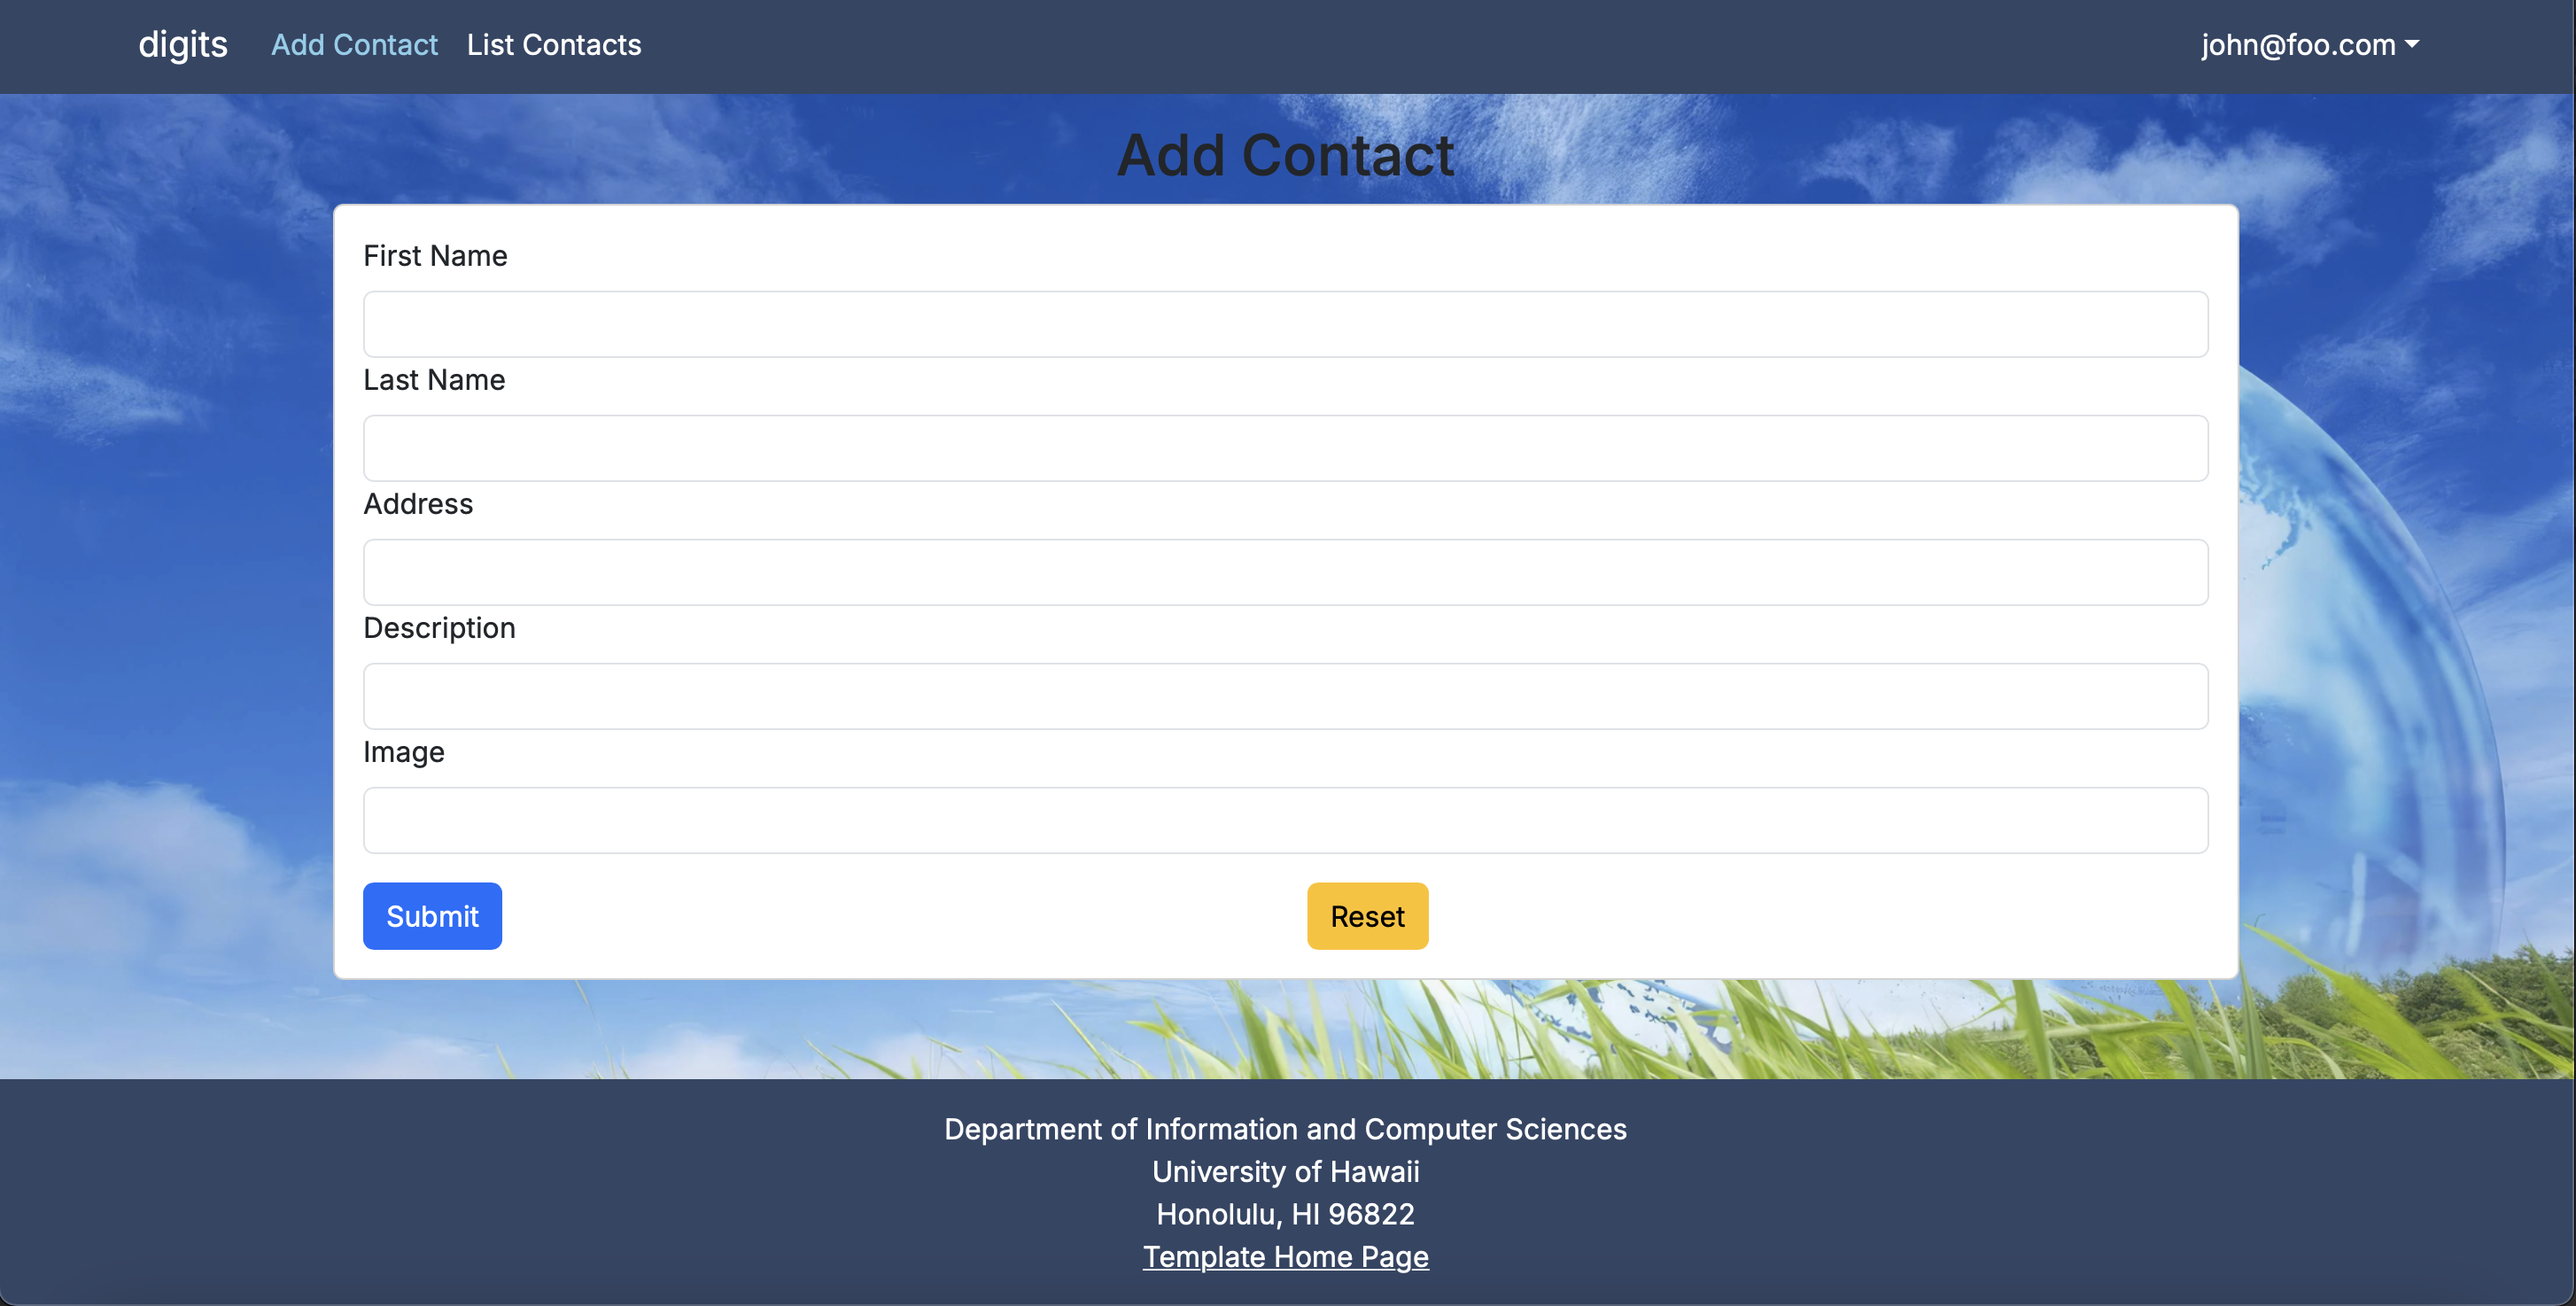 digits Add Contact List Contacts john@foo.com
Add Contact
First Name
Last Name
Address
Description
Image
Submit Reset
Department of Information and Computer Sciences
University of Hawaii
Honolulu, HI 96822
Template Home Page